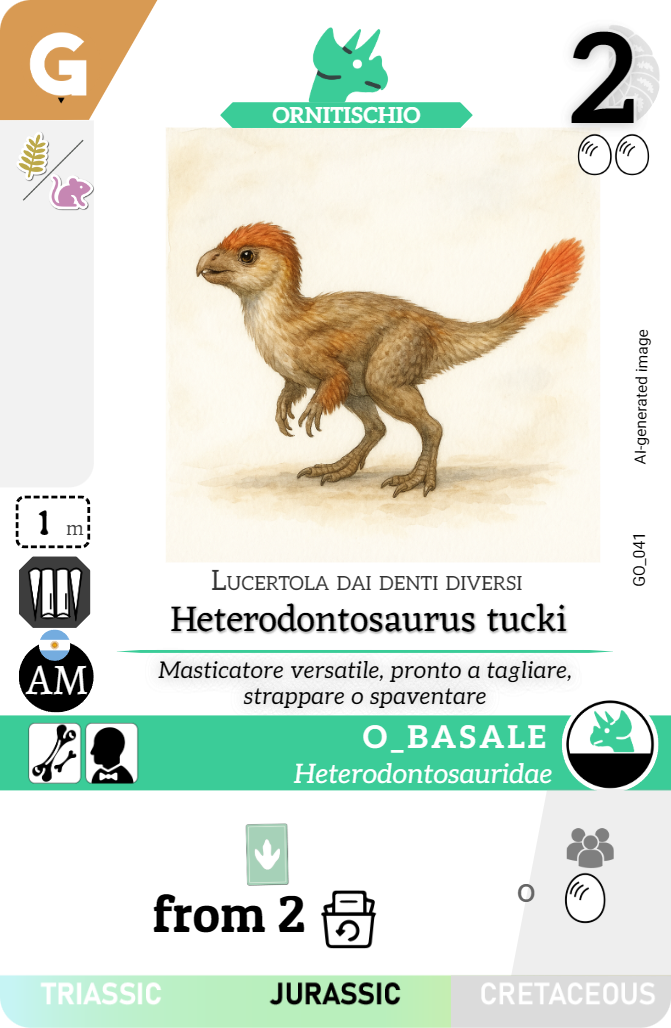 G
ORNITISCHIO
2
AI-generated image
1 m
GO_041
Lucertola dai denti diversi
Heterodontosaurus tucki
AM
Masticatore versatile, pronto a tagliare,
strappare o spaventare
O_BASALE
Heterodontosauridae
from 2
O
TRIASSIC JURASSIC CRETACEOUS